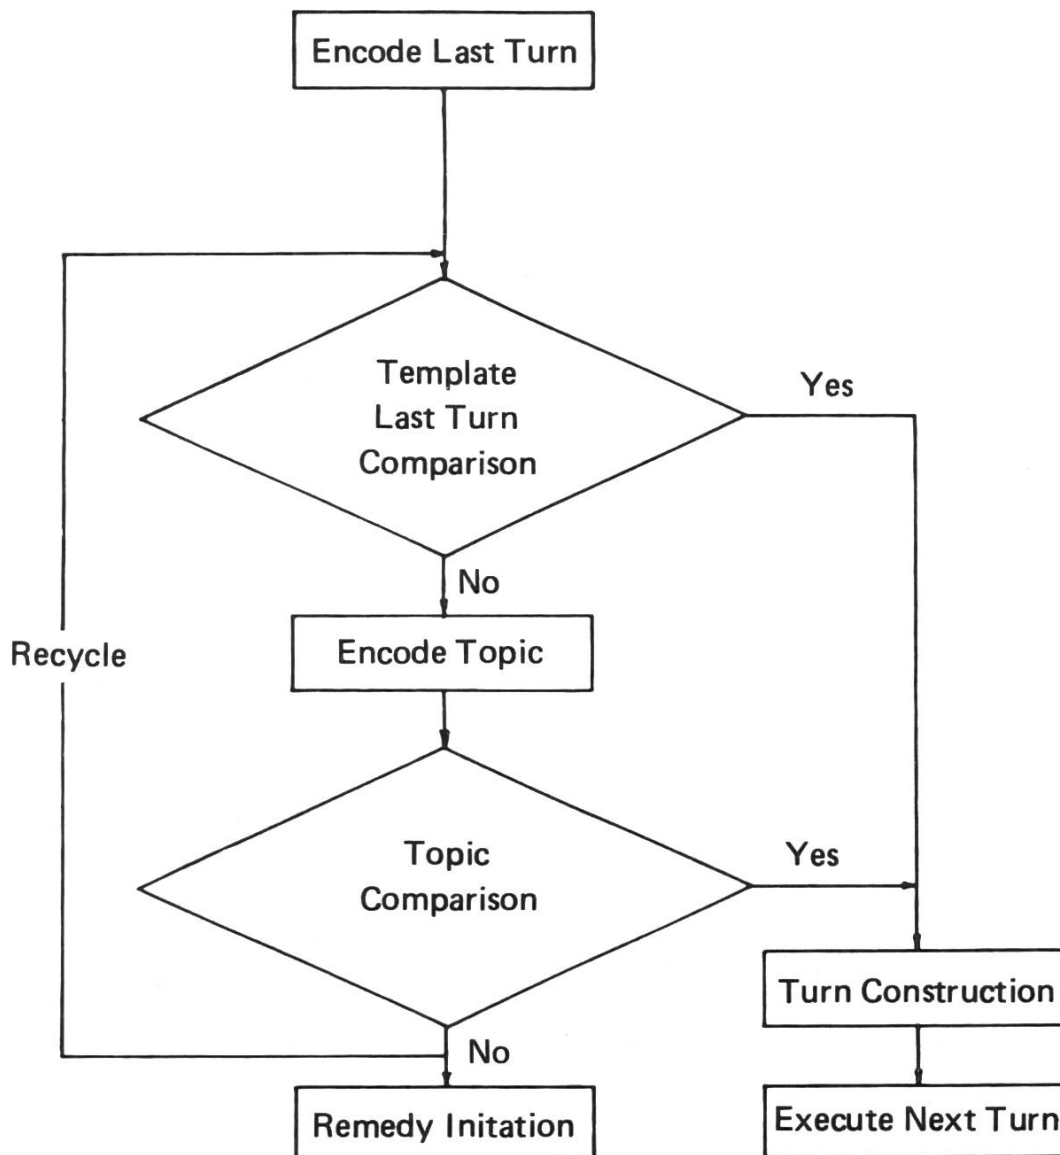 Encode Last Turn
Template
Last Turn
Comparison
Yes
No
Encode Topic
Recycle
Topic
Comparison
Yes
No
Turn Construction
Remedy Initation
Execute Next Turn